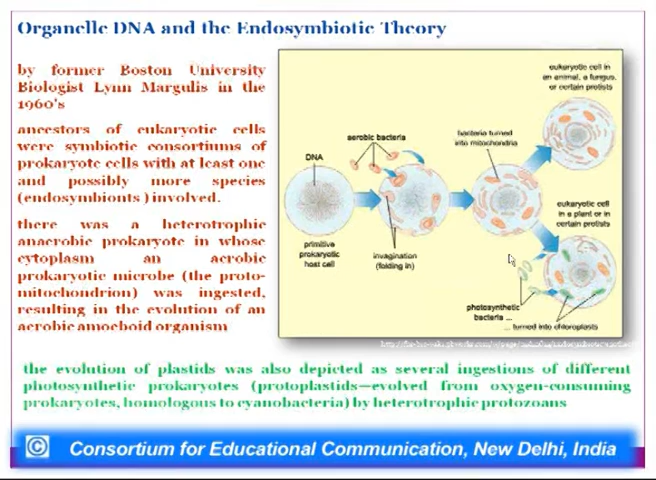 Organelle DNA and the Endosymbiotic Theory
by former Boston University
Biologist Lynn Margulis in the
1960's
ancestors of eukaryotic cells
were symbiotic consortiums of
prokaryote cells with at least one
and possibly more species
(endosymbionts ) involved.
there was a heterotrophic
anaerobic prokaryote in whose
cytoplasm an aerobic
prokaryotic microbe (the proto-
mitochondrion) was ingested,
resulting in the evolution of an
aerobic amoeboid organism
eukaryotic cell in
an animal, a fungus,
or certain protists
bacteria turned
into mitochondria
aerobic bacteria
DNA
eukaryotic cell
in a plant or in
certain protists
primitive
prokaryotic
host cell
invagination
(folding in)
photosynthetic
bacteria ...
... turned into chloroplasts
the evolution of plastids was also depicted as several ingestions of different
photosynthetic prokaryotes (protoplastids—evolved from oxygen-consuming
prokaryotes, homologous to cyanobacteria) by heterotrophic protozoans
© Consortium for Educational Communication, New Delhi, India